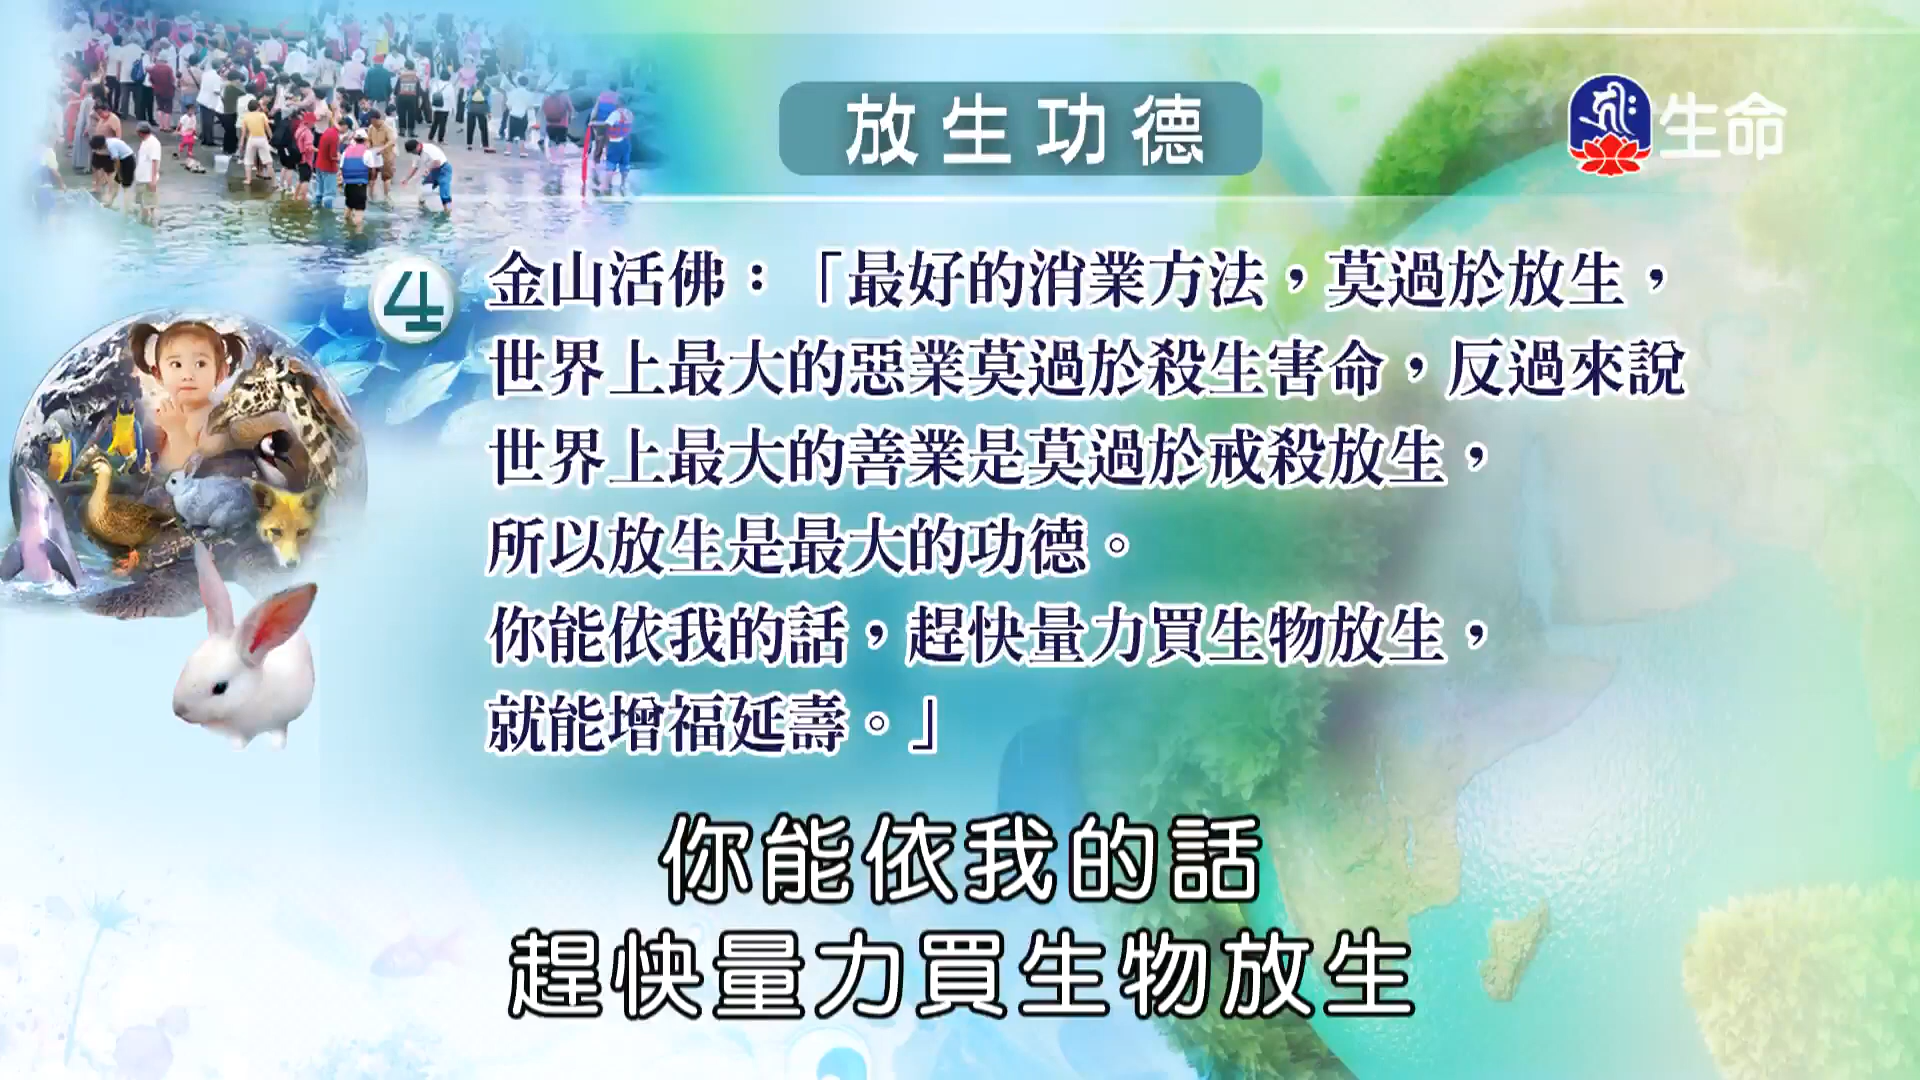 放生功德
生命
4
金山活佛：「最好的消業方法，莫過於放生，
世界上最大的惡業莫過於殺生害命，反過來說
世界上最大的善業是莫過於戒殺放生，
所以放生是最大的功德。
你能依我的話，趕快量力買生物放生，
就能增福延壽。」
你能依我的話
趕快量力買生物放生